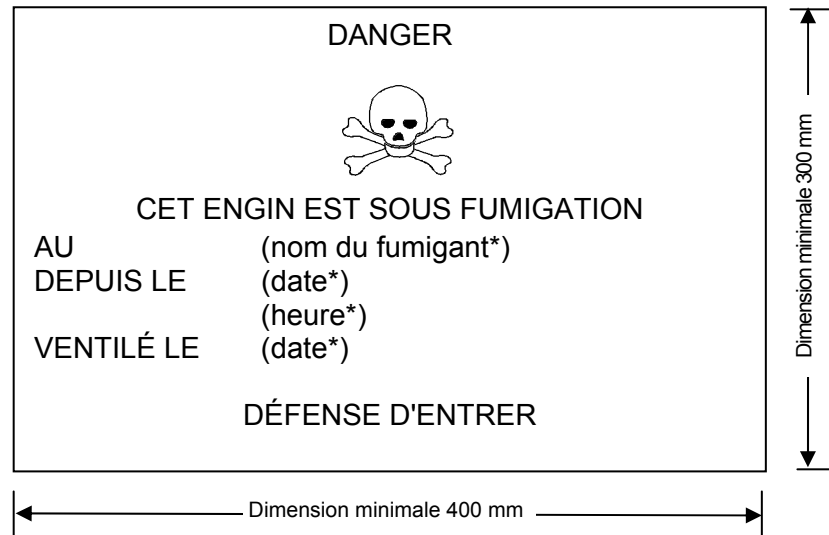 DANGER
CET ENGIN EST SOUS FUMIGATION
AU (nom du fumigant*)
DEPUIS LE (date*)
(heure*)
VENTILÉ LE (date*)
DÉFENSE D'ENTRER
Dimension minimale 300 mm
Dimension minimale 400 mm